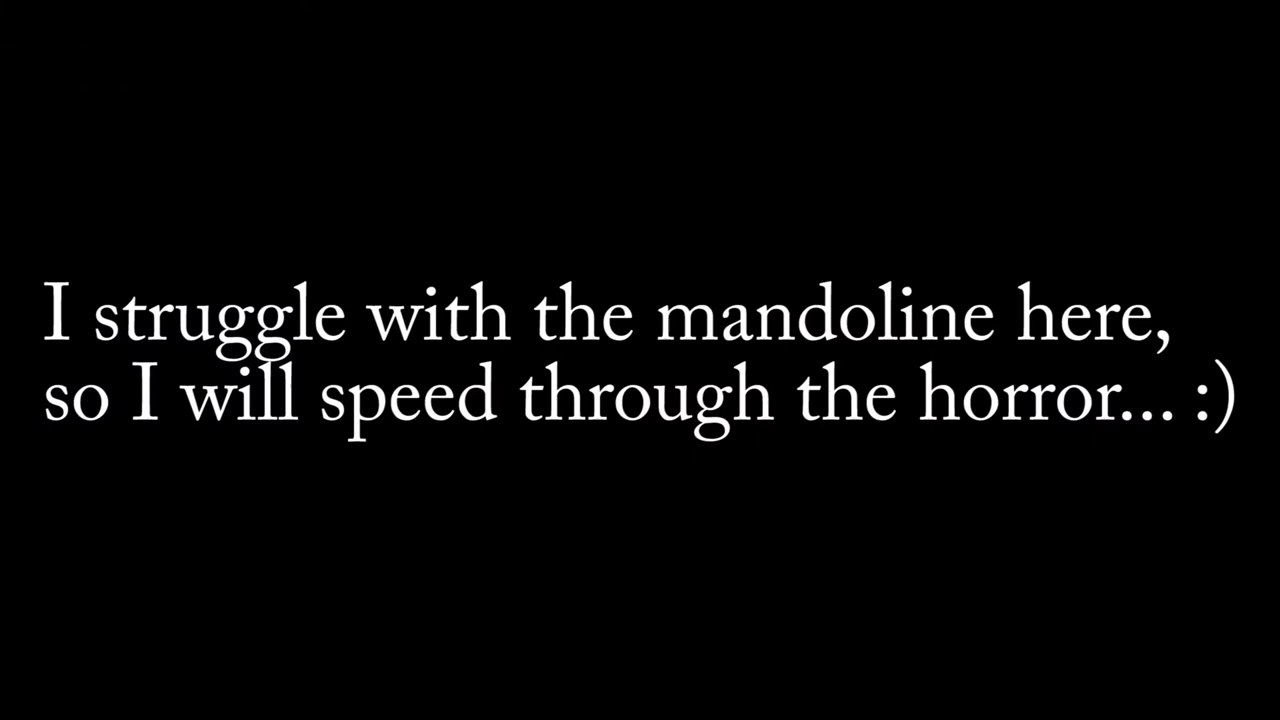 I struggle with the mandoline here,
so I will speed through the horror... :)